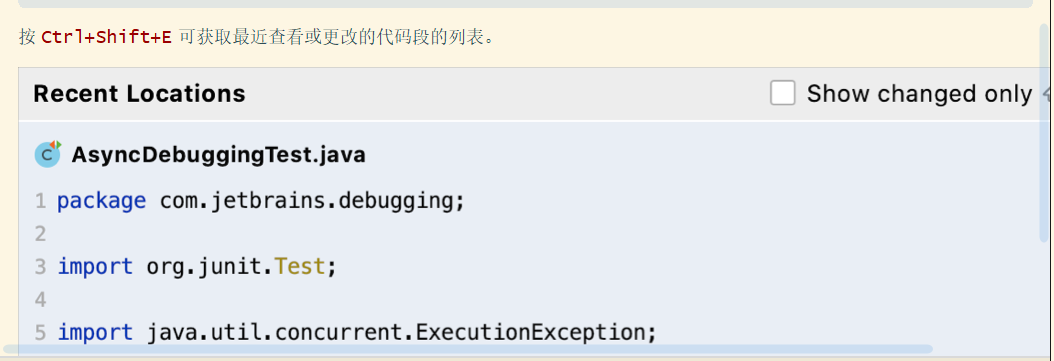 按 Ctrl+Shift+E 可获取最近查看或更改的代码段的列表。
Recent Locations Show changed only
C AsyncDebuggingTest.java
1 package com.jetbrains.debugging;
2
3 import org.junit.Test;
4
5 import java.util.concurrent.ExecutionException;